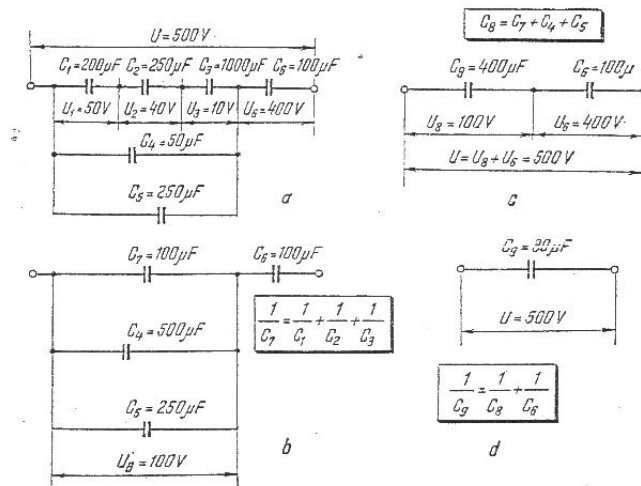 U = 500V
C₁ = 200µF C₂ = 250µF C₃ = 1000µF C₆ = 100µF
U₁ = 50V U₂ = 40V U₃ = 10V U₆ = 400V
C₄ = 50µF
C₅ = 250µF
a
C₈ = C₇ + C₄ + C₅
C₉ = 400µF C₆ = 100µ
U₈ = 100V U₆ = 400V
U = U₈ + U₆ = 500V
c
C₇ = 100µF C₆ = 100µF
1/C₇ = 1/C₁ + 1/C₂ + 1/C₃
C₄ = 500µF
C₅ = 250µF
U₈ = 100V
b
C₉ = 80µF
U = 500V
1/C₉ = 1/C₈ + 1/C₆
d